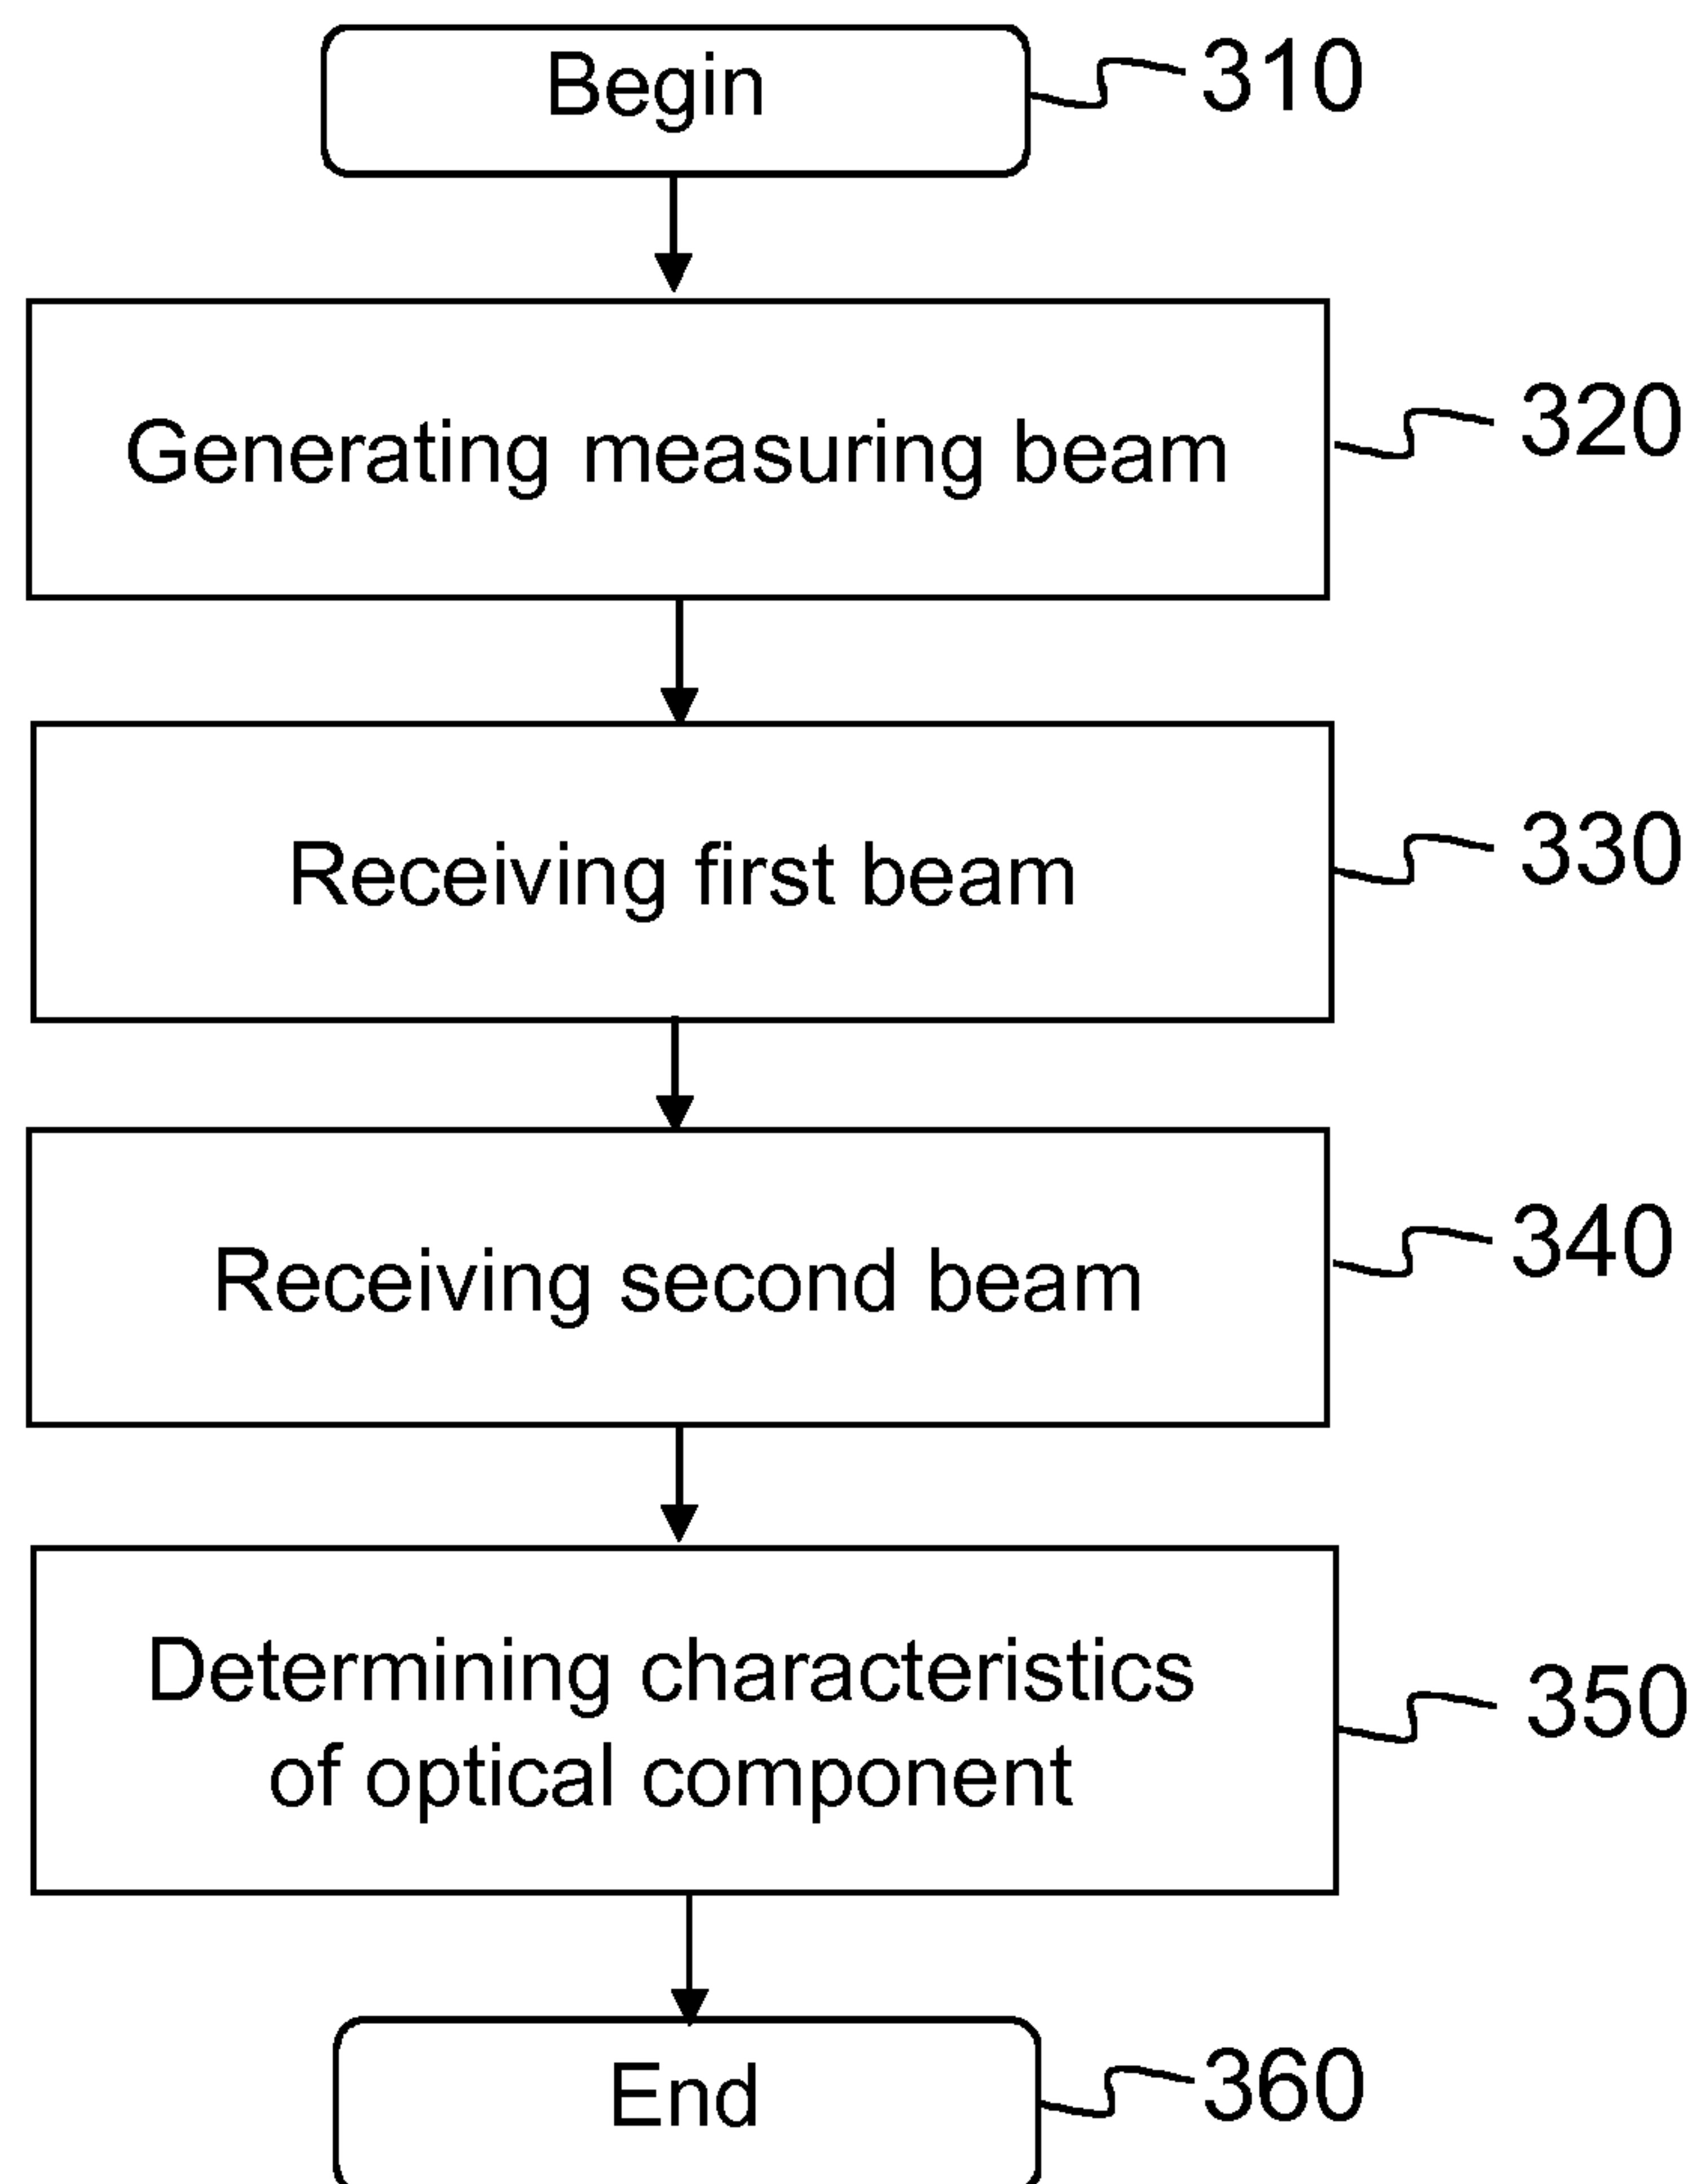 Begin
310
Generating measuring beam
320
Receiving first beam
330
Receiving second beam
340
Determining characteristics
of optical component
350
End
360